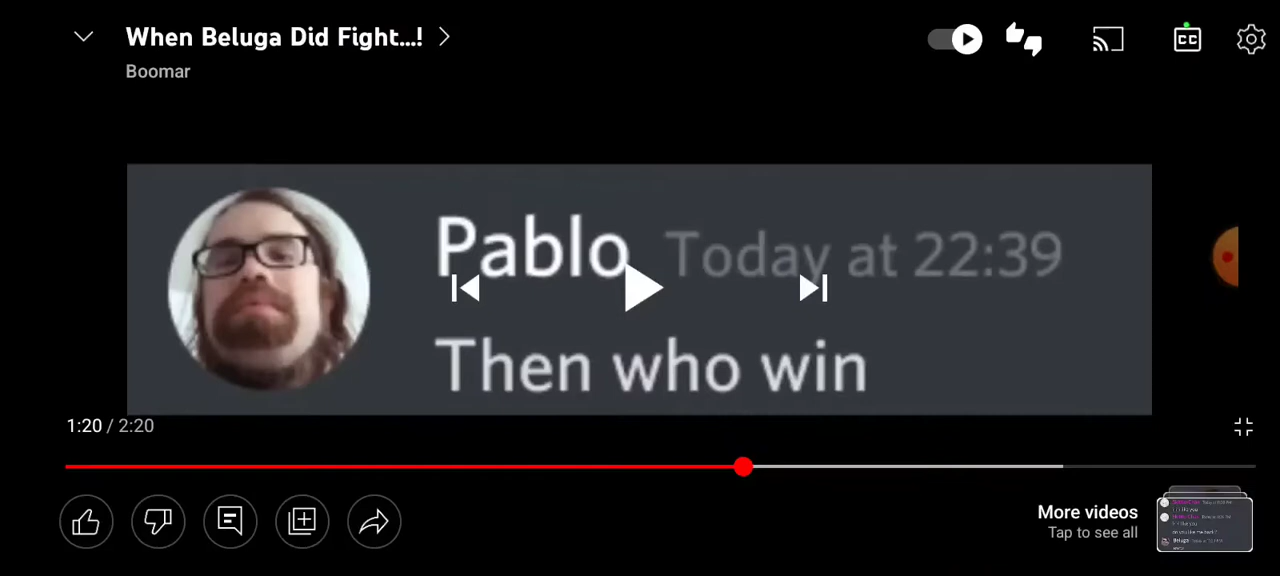 When Beluga Did Fight...!
Boomar
CC
Pablo Today at 22:39
Then who win
1:20 / 2:20
More videos
Tap to see all